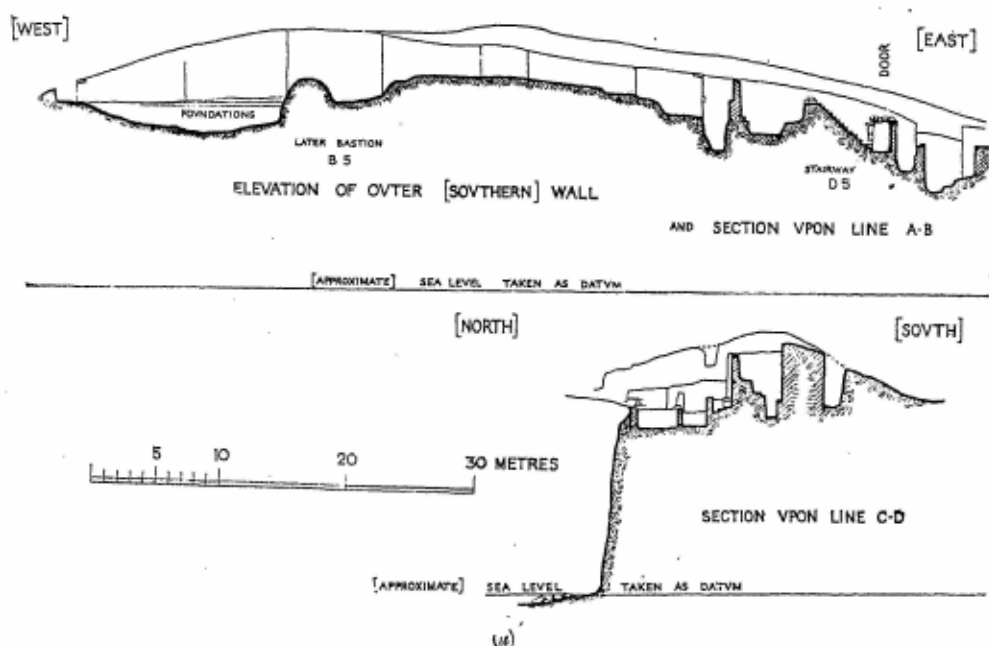 [WEST]
DOOR
[EAST]
FOVNDATIONS
LATER BASTION
B 5
STAIRWAY
D 5
ELEVATION OF OVTER [SOVTHERN] WALL
AND SECTION VPON LINE A-B
[APPROXIMATE] SEA LEVEL TAKEN AS DATVM
[NORTH]
[SOVTH]
5 10 20 30 METRES
SECTION VPON LINE C-D
[APPROXIMATE] SEA LEVEL TAKEN AS DATVM